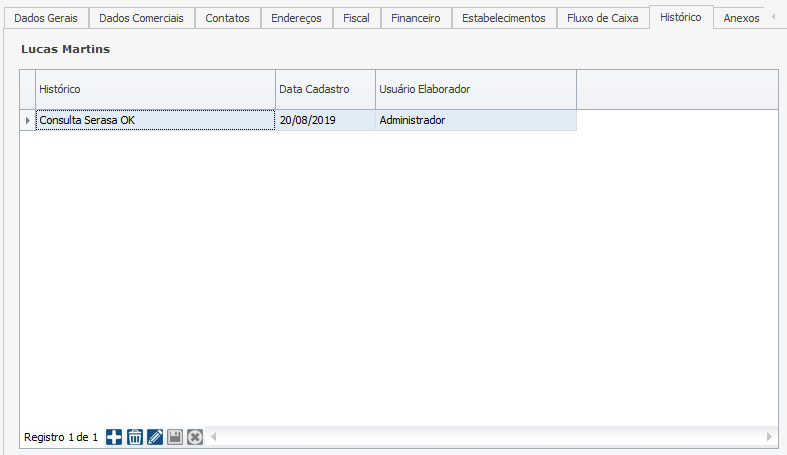 Dados Gerais Dados Comerciais Contatos Endereços Fiscal Financeiro Estabelecimentos Fluxo de Caixa Histórico Anexos
Lucas Martins
Histórico Data Cadastro Usuário Elaborador
Consulta Serasa OK 20/08/2019 Administrador
Registro 1 de 1